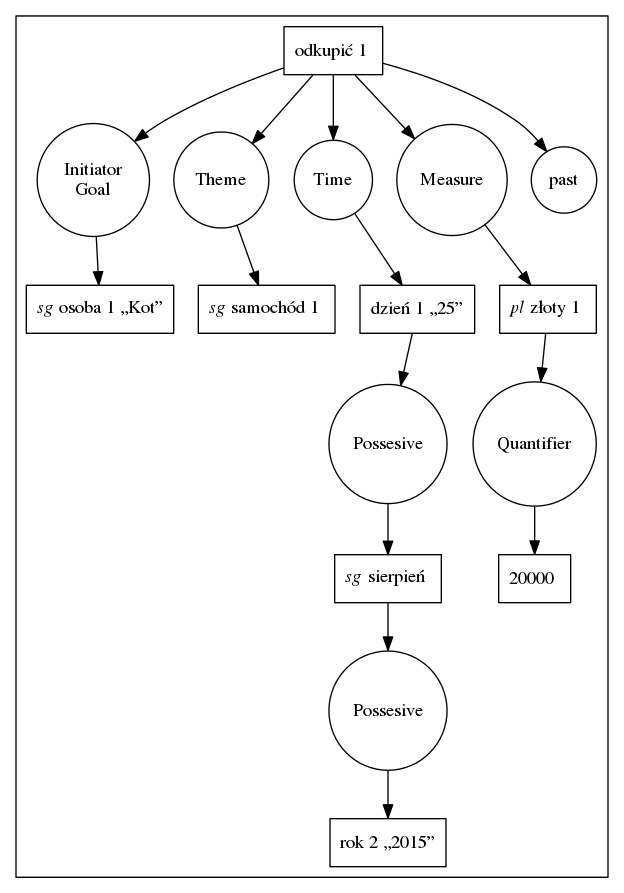 odkupić 1
Initiator
Goal
Theme
Time
Measure
past
sg osoba 1 „Kot”
sg samochód 1
dzień 1 „25”
pl złoty 1
Possesive
Quantifier
sg sierpień
20000
Possesive
rok 2 „2015”